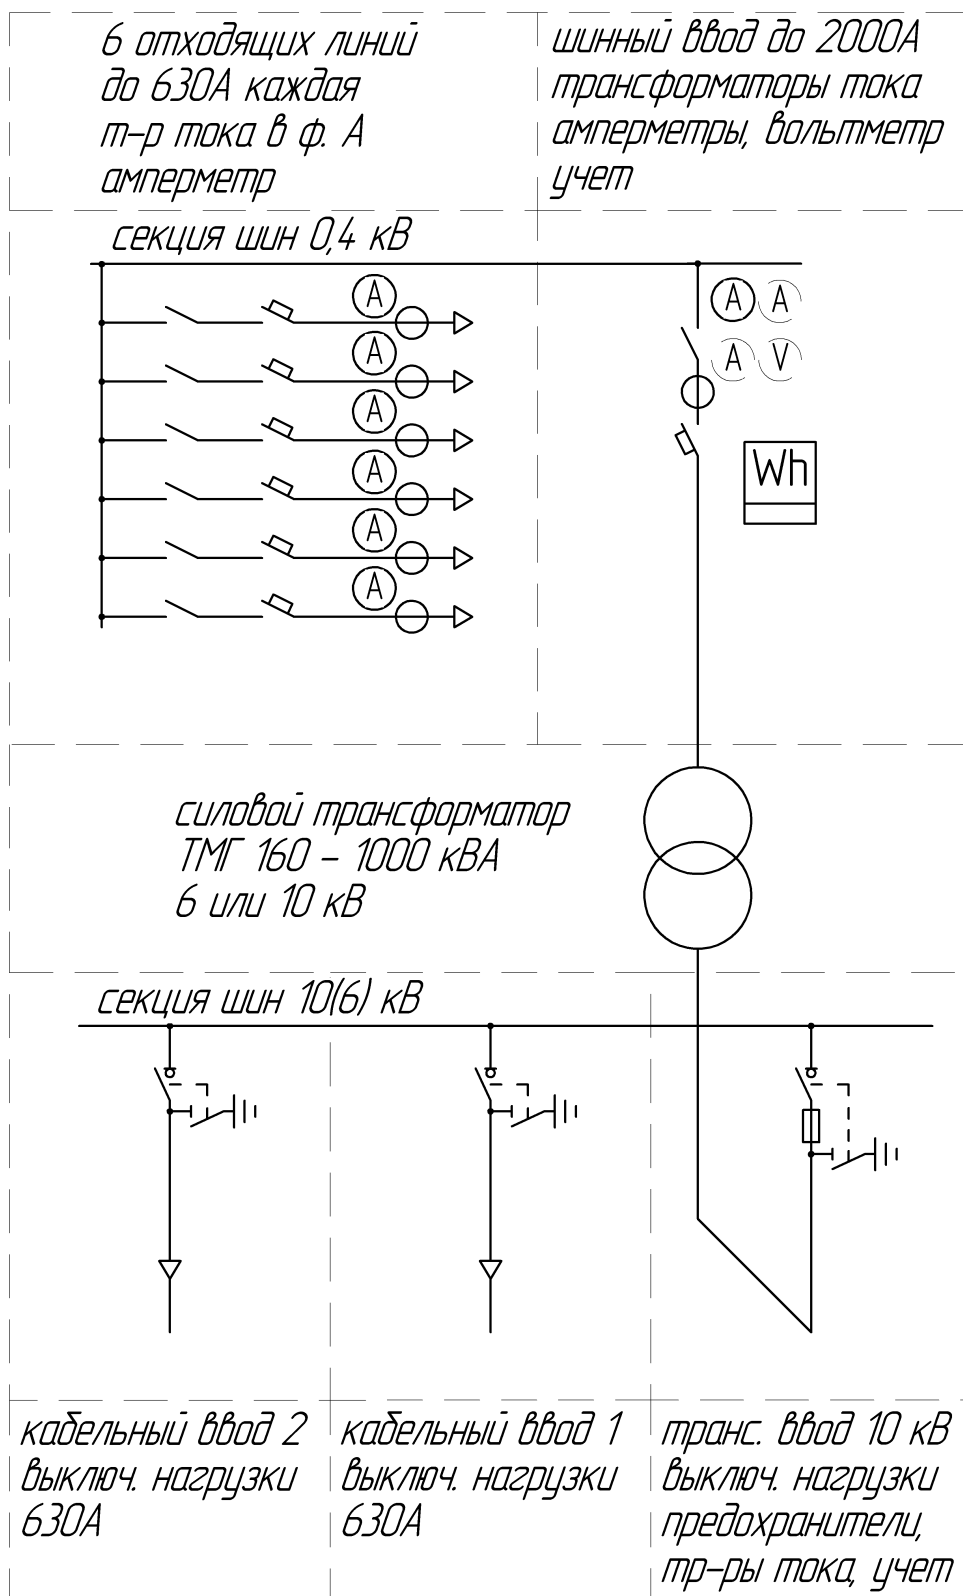 6 отходящих линий
до 630А каждая
т-р тока в ф. А
амперметр
шинный ввод до 2000А
трансформаторы тока
амперметры, вольтметр
учет
секция шин 0,4 кВ
A
A
A
A
A
A
A A
A V
Wh
силовой трансформатор
ТМГ 160 - 1000 кВА
6 или 10 кВ
секция шин 10(6) кВ
кабельный ввод 2
выключ. нагрузки
630А
кабельный ввод 1
выключ. нагрузки
630А
транс. ввод 10 кВ
выключ. нагрузки
предохранители,
тр-ры тока, учет